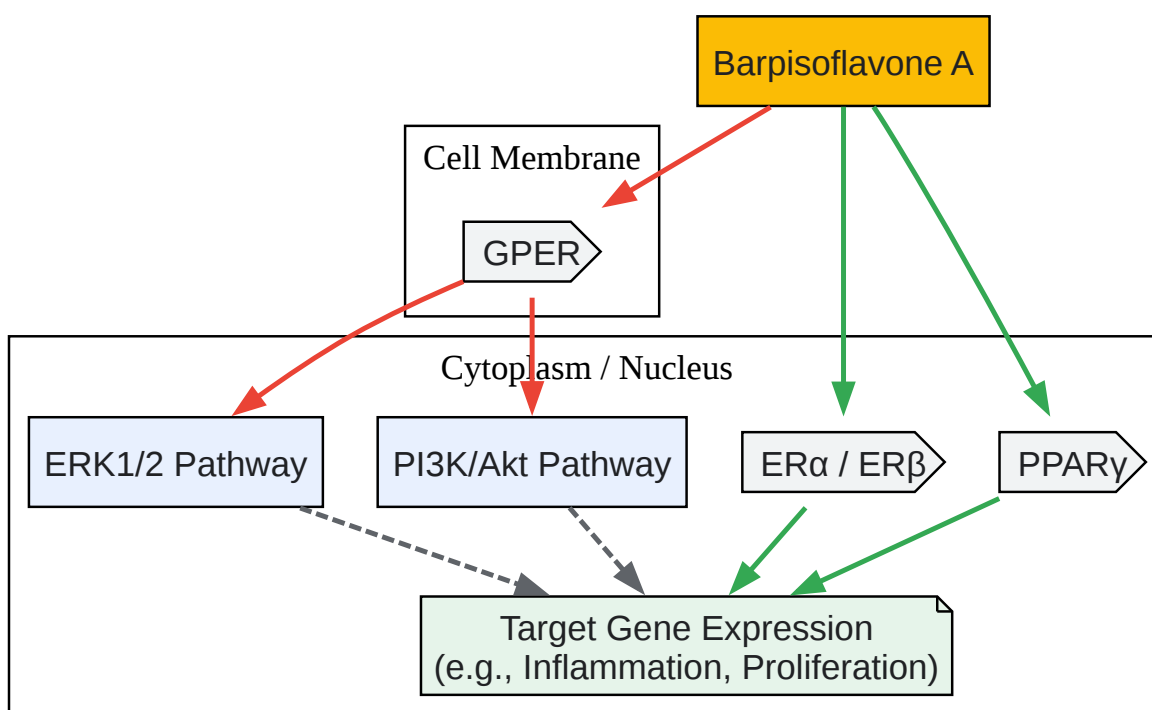 Barpisoflavone A
Cell Membrane
GPER
Cytoplasm / Nucleus
ERK1/2 Pathway
PI3K/Akt Pathway
ERα / ERβ
PPARγ
Target Gene Expression
(e.g., Inflammation, Proliferation)